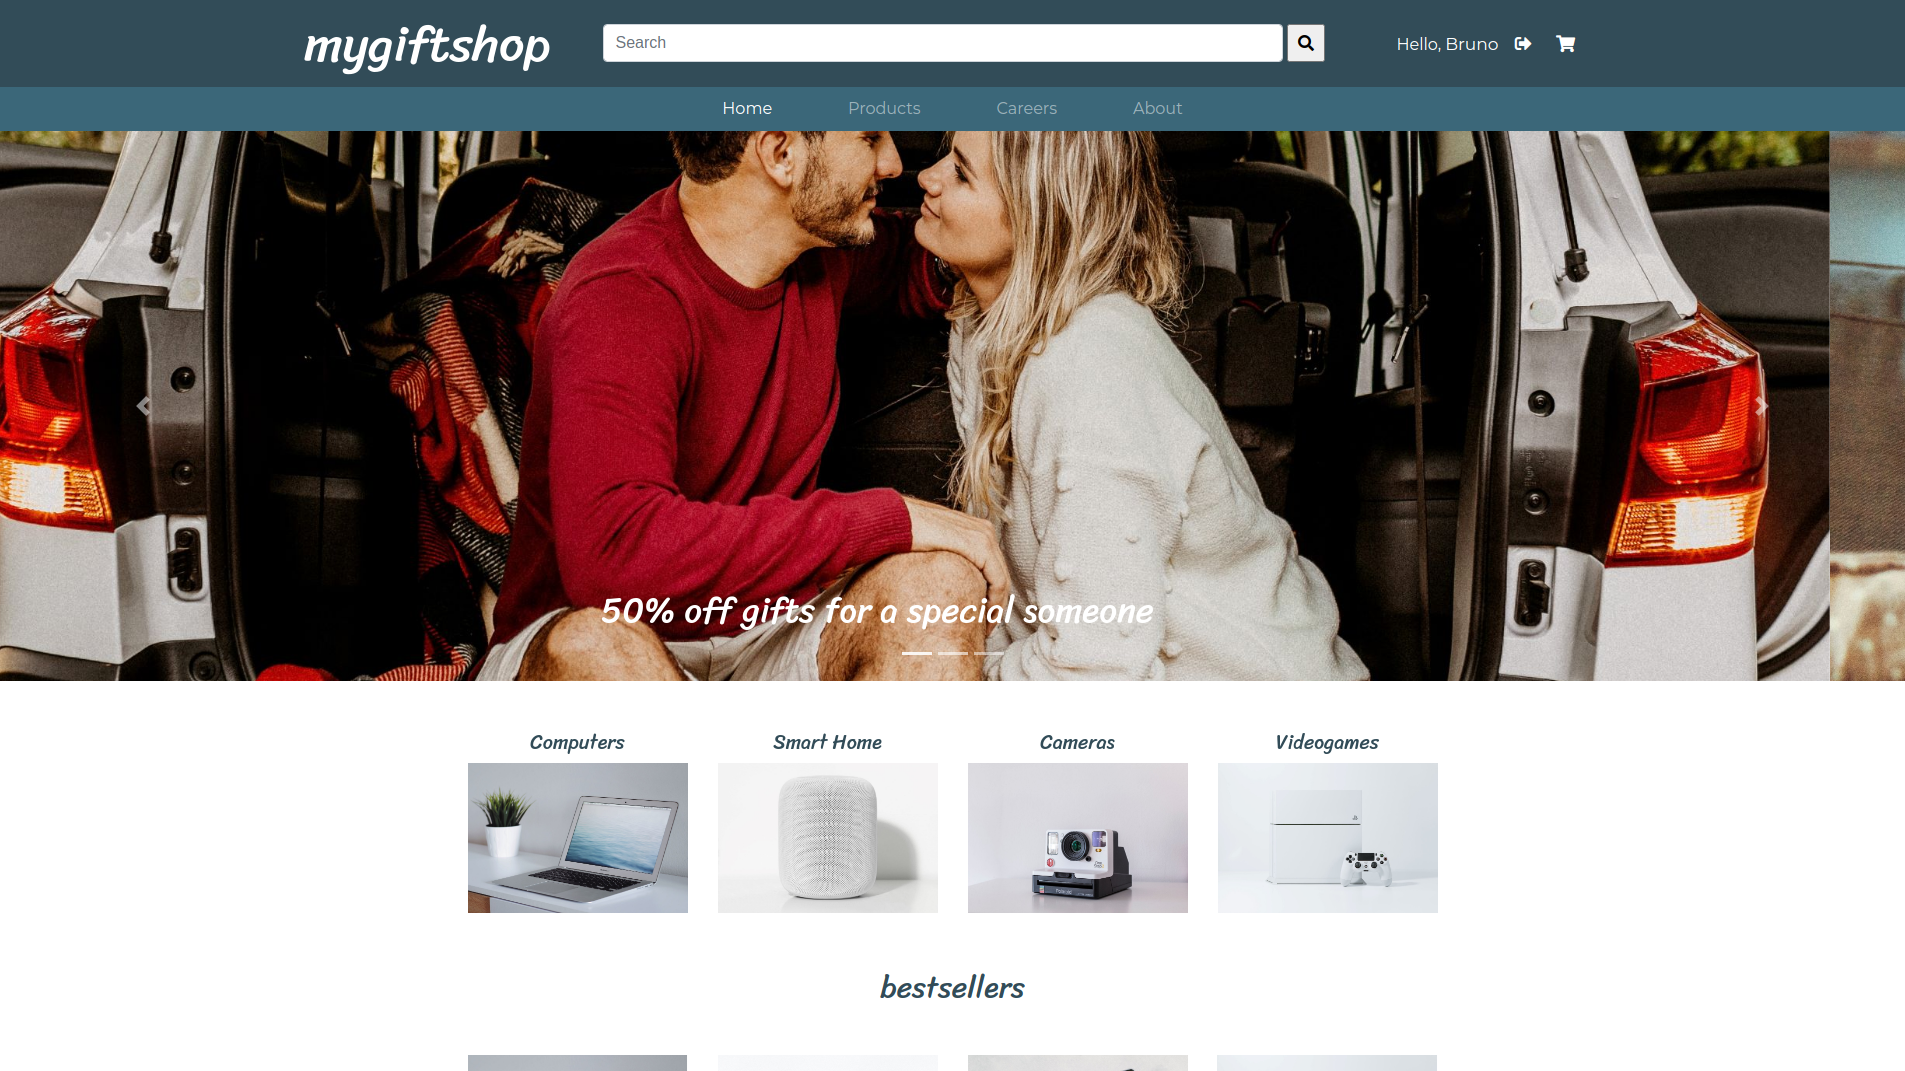 mygiftshop
Search
Hello, Bruno
Home
Products
Careers
About
50% off gifts for a special someone
Computers
Smart Home
Cameras
Videogames
bestsellers